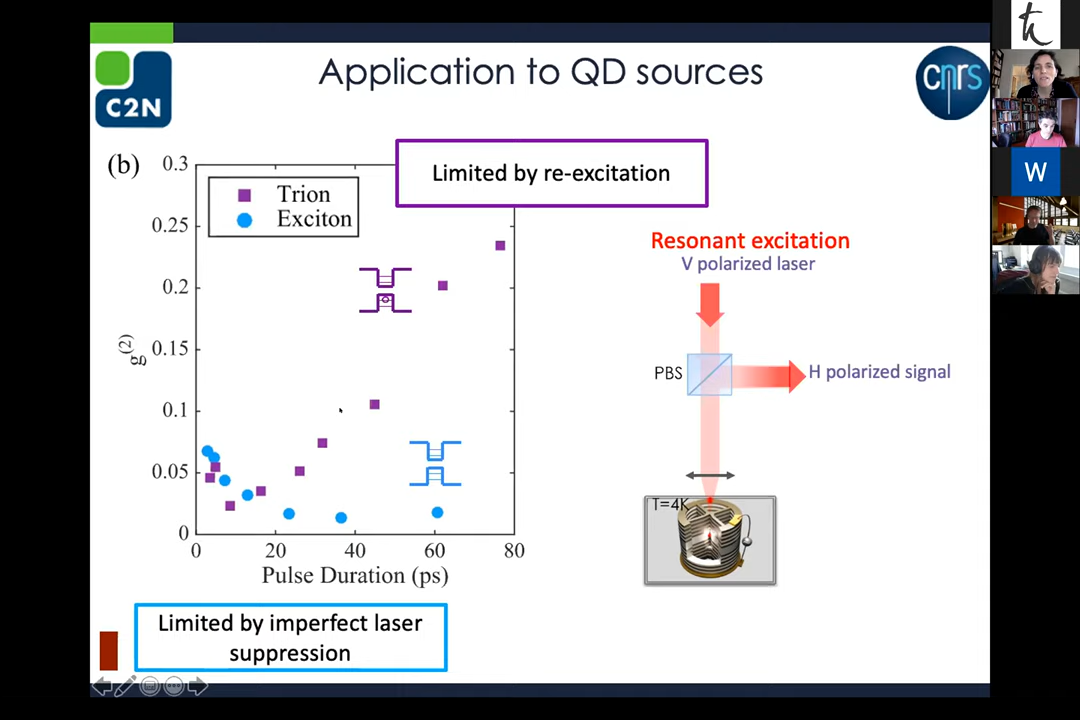 Application to QD sources
C2N
cnrs
W
(b)
Limited by re-excitation
0.3
0.25
0.2
0.15
0.1
0.05
0
g(2)
Trion
Exciton
0
20
40
60
80
Pulse Duration (ps)
Resonant excitation
V polarized laser
PBS
H polarized signal
T=4K
Limited by imperfect laser
suppression